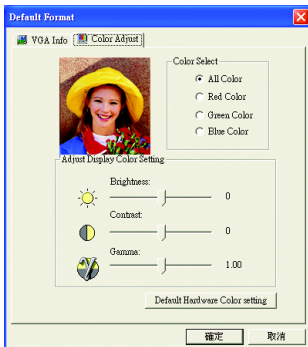 Default Format
VGA Info
Color Adjust
Color Select
All Color
Red Color
Green Color
Blue Color
Adjust Display Color Setting
Brightness:
0
Contrast:
0
Gamma:
1.00
Default Hardware Color setting
確定
取消